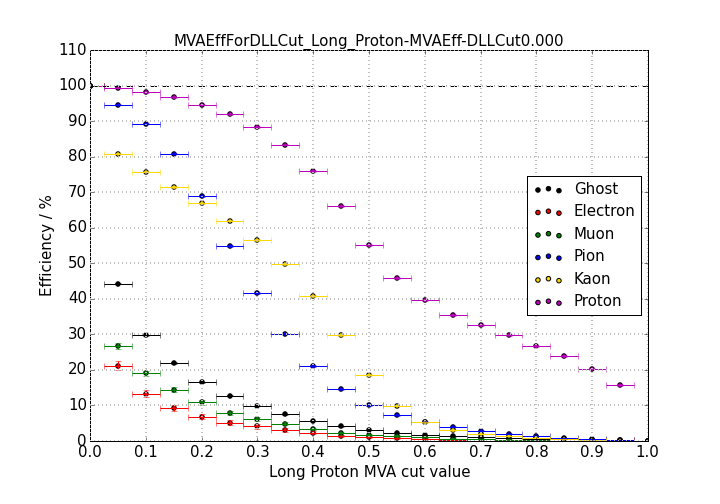 MVAEffForDLLCut_Long_Proton-MVAEff-DLLCut0.000
110
100
90
80
70
60
50
40
30
20
10
0
Efficiency / %
Ghost
Electron
Muon
Pion
Kaon
Proton
0.0 0.1 0.2 0.3 0.4 0.5 0.6 0.7 0.8 0.9 1.0
Long Proton MVA cut value